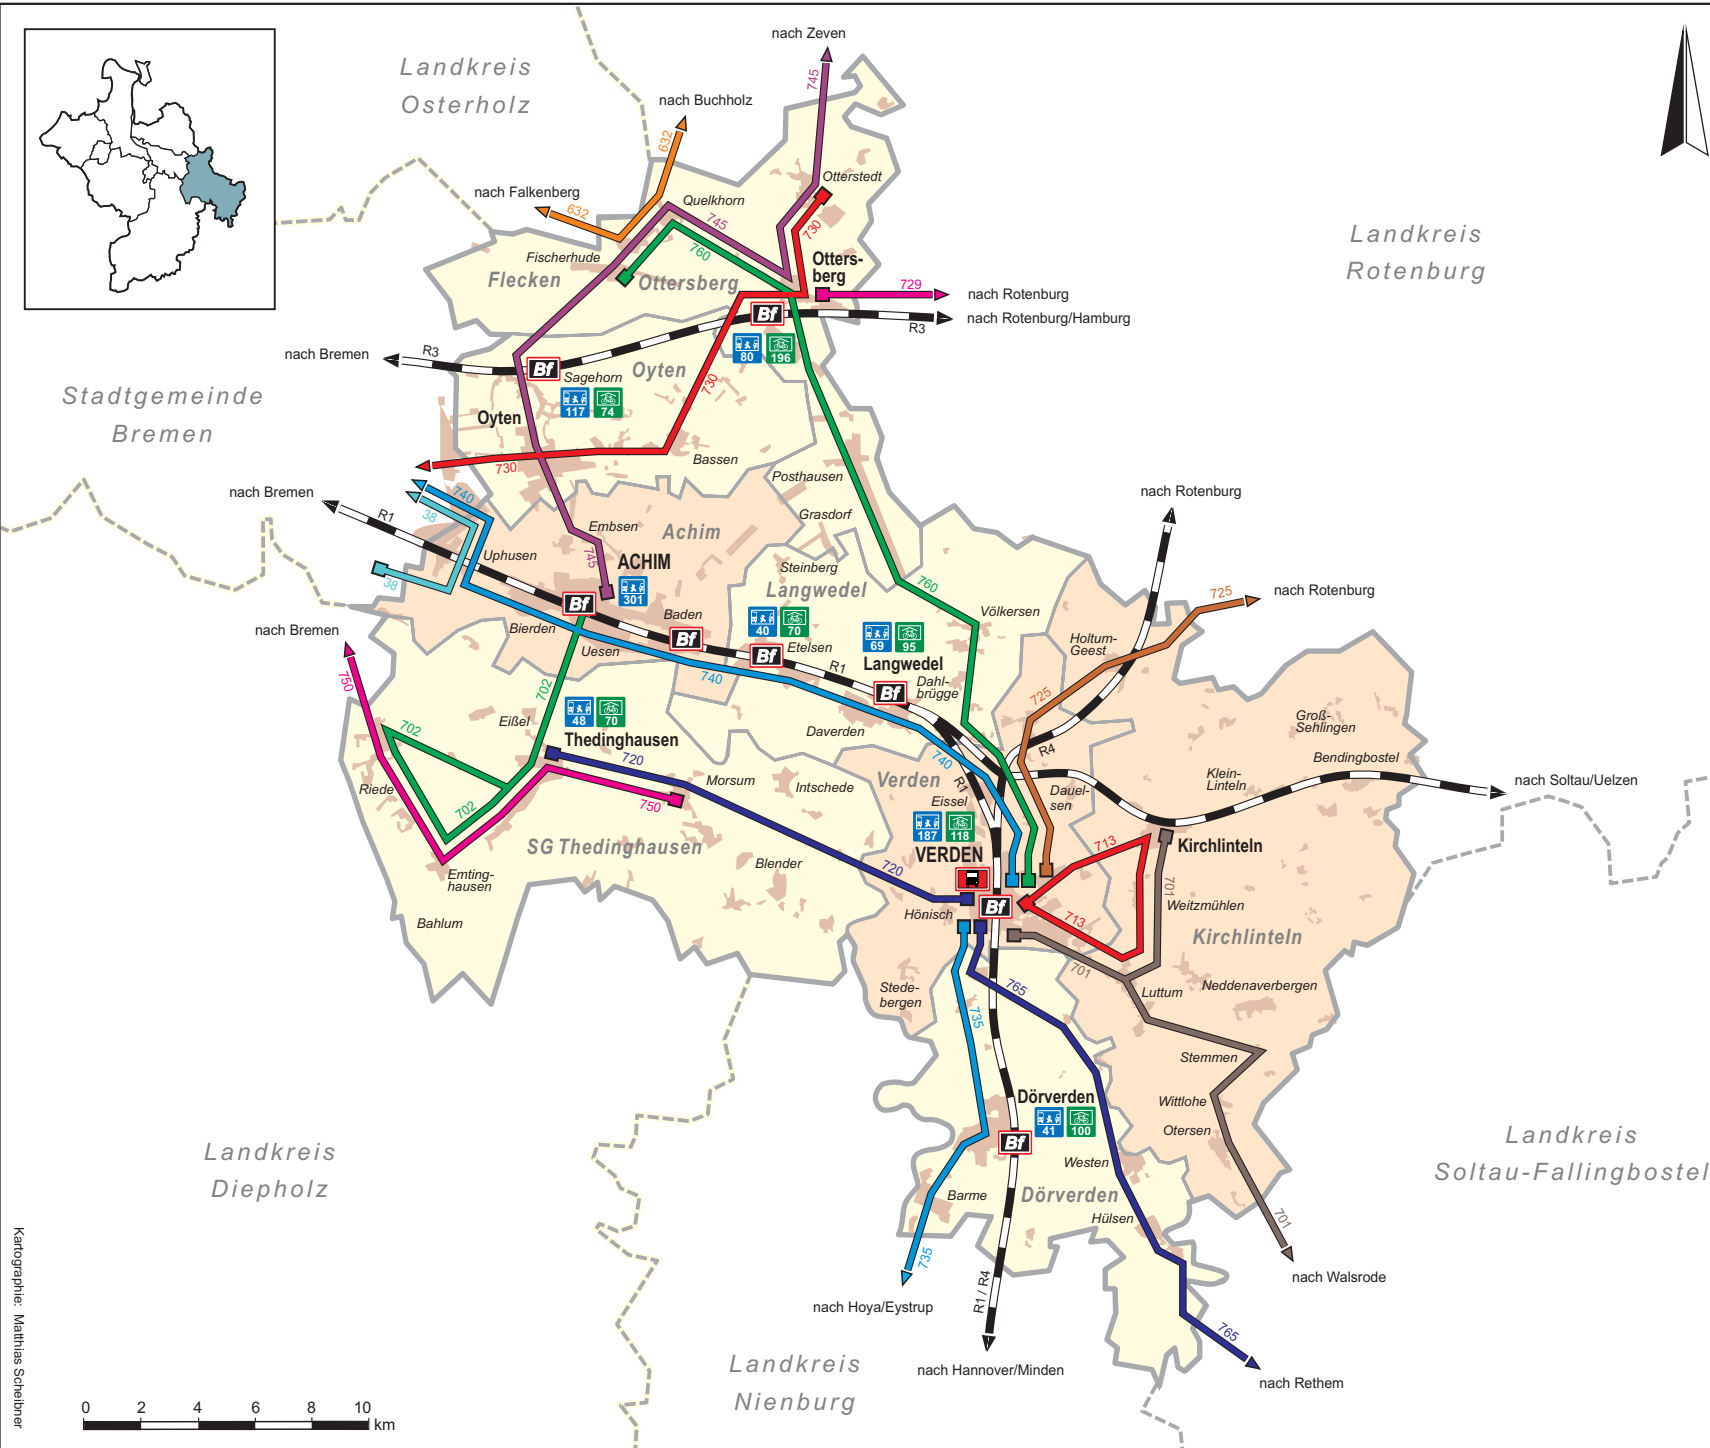 nach Zeven
745
Landkreis
Osterholz
nach Buchholz
632
Otterstedt
nach Falkenberg
632
Quelkhorn
745
730
Landkreis
Rotenburg
760
Fischerhude
Otters-
berg
Flecken
Ottersberg
729
nach Rotenburg
Bf
nach Rotenburg/Hamburg
R3
R3
nach Bremen
80
196
Bf
Sagehorn
Oyten
730
Stadtgemeinde
Bremen
117
74
Oyten
730
Bassen
Posthausen
nach Bremen
740
38
R1
Grasdorf
nach Rotenburg
Embsen
Achim
Uphusen
745
ACHIM
Steinberg
38
301
Langwedel
760
725
nach Rotenburg
Bf
Baden
Völkersen
nach Bremen
Bierden
Bf
40
70
69
95
Holtum-
Geest
Uesen
Etelsen
Bf
R1
Langwedel
750
740
Dahl-
brügge
Bf
702
725
Eißel
48
70
702
Thedinghausen
Daverden
Groß-
Sehlingen
720
740
R4
Bendingbostel
Morsum
Verden
R1
Klein-
Linteln
nach Soltau/Uelzen
Riede
Intschede
Dauel-
sen
702
750
Eissel
187
118
SG Thedinghausen
VERDEN
713
Kirchlinteln
Blender
720
Emting-
hausen
701
Bf
Weitzmühlen
Hönisch
713
Bahlum
Kirchlinteln
701
765
Stede-
bergen
Luttum
Neddenaverbergen
735
Stemmen
Dörverden
Wittlohe
41
100
Otersen
Bf
Landkreis
Diepholz
Landkreis
Soltau-Fallingbostel
Westen
Barme
Dörverden
Hülsen
701
735
R1 / R4
nach Walsrode
nach Hoya/Eystrup
765
Landkreis
Nienburg
nach Hannover/Minden
nach Rethem
Kartographie: Matthias Scheibner
0 2 4 6 8 10
km